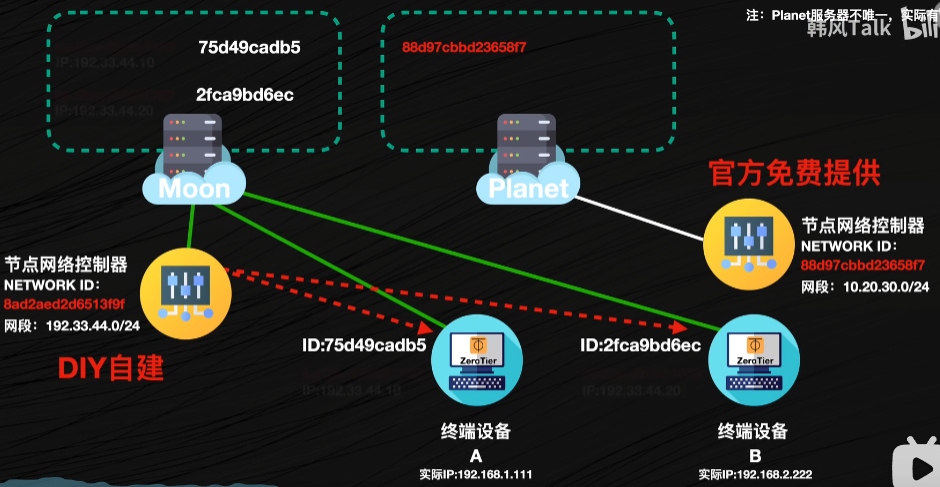 注：Planet服务器不唯一，实际有
韩风Talk
75d49cadb5
IP:192.33.44.10
2fca9bd6ec
IP:192.33.44.20
88d97cbbd23658f7
Moon
Planet
官方免费提供
节点网络控制器
NETWORK ID：
88d97cbbd23658f7
网段：10.20.30.0/24
节点网络控制器
NETWORK ID：
8ad2aed2d6513f9f
网段：192.33.44.0/24
DIY自建
ID:75d49cadb5
ZeroTier
IP:192.33.44.10
终端设备
A
实际IP:192.168.1.111
ID:2fca9bd6ec
ZeroTier
IP:192.33.44.20
终端设备
B
实际IP:192.168.2.222